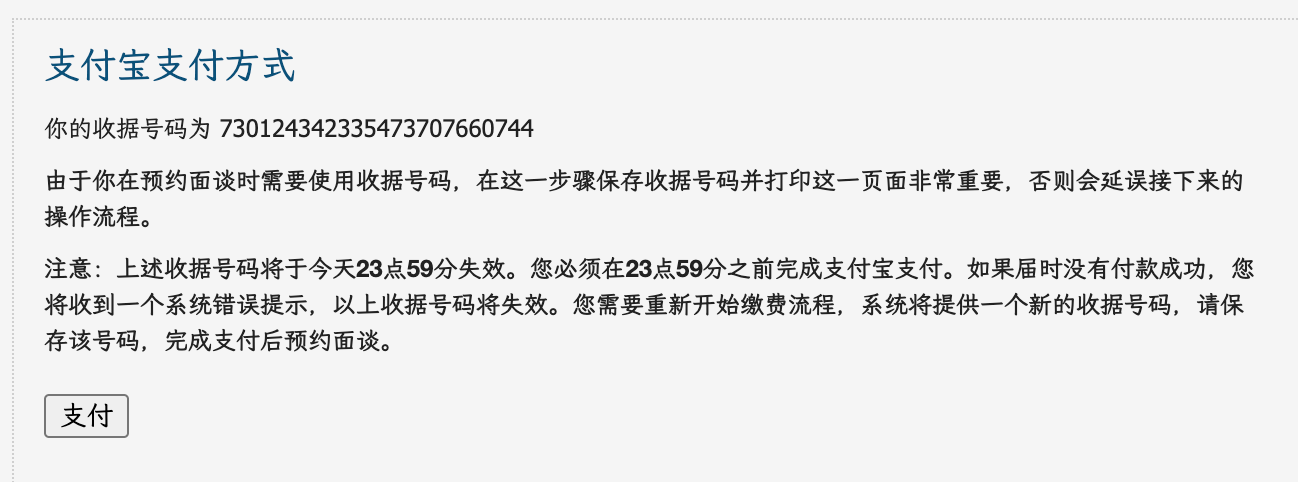 支付宝支付方式
你的收据号码为 730124342335473707660744
由于你在预约面谈时需要使用收据号码，在这一步骤保存收据号码并打印这一页面非常重要，否则会延误接下来的
操作流程。
注意：上述收据号码将于今天23点59分失效。您必须在23点59分之前完成支付宝支付。如果届时没有付款成功，您
将收到一个系统错误提示，以上收据号码将失效。您需要重新开始缴费流程，系统将提供一个新的收据号码，请保
存该号码，完成支付后预约面谈。
支付